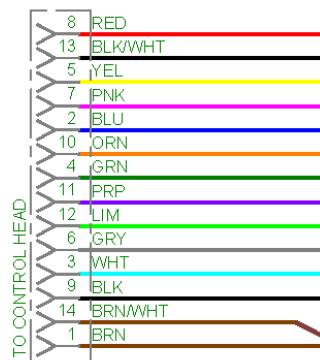 8 RED
13 BLK/WHT
5 YEL
7 PNK
2 BLU
10 ORN
4 GRN
11 PRP
12 LIM
6 GRY
3 WHT
9 BLK
14 BRN/WHT
1 BRN
TO CONTROL HEAD